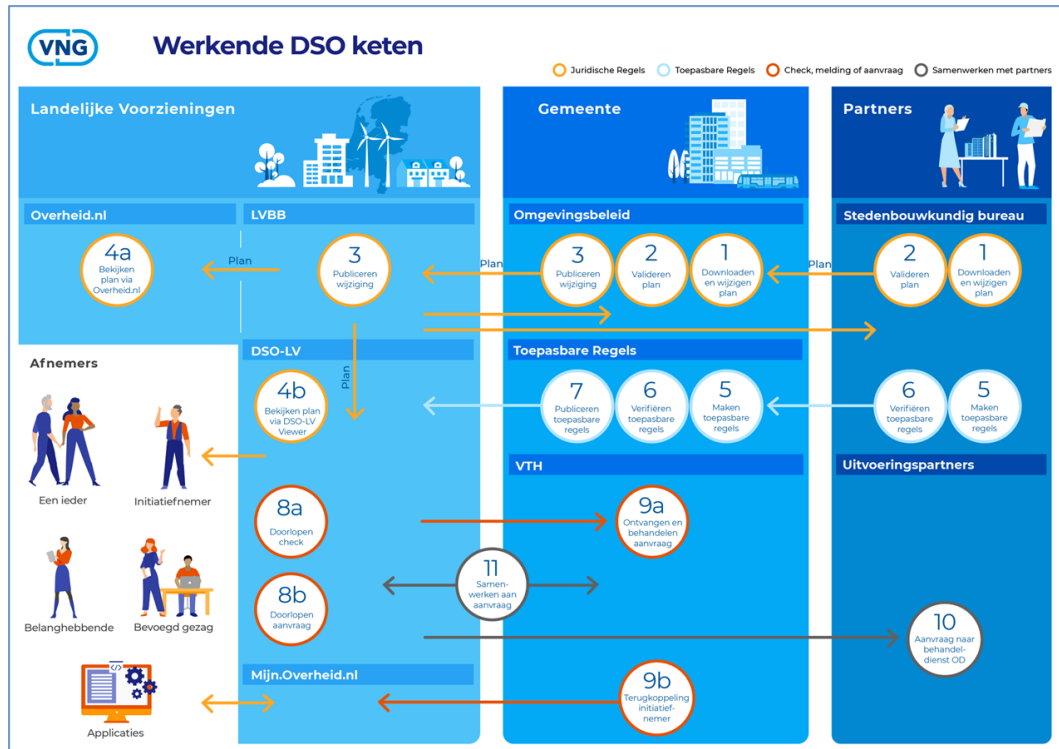 VNG
Werkende DSO keten
Juridische Regels
Toepasbare Regels
Check, melding of aanvraag
Samenwerken met partners
Landelijke Voorzieningen
Gemeente
Partners
Overheid.nl
LVBB
Omgevingsbeleid
Stedenbouwkundig bureau
4a
Bekijken
plan via
Overheid.nl
Plan
3
Publiceren
wijziging
Plan
3
Publiceren
wijziging
2
Valideren
plan
1
Downloaden
en wijzigen
plan
Plan
2
Valideren
plan
1
Downloaden
en wijzigen
plan
Plan
Afnemers
DSO-LV
Toepasbare Regels
4b
Bekijken plan
via DSO-LV
Viewer
7
Publiceren
toepasbare
regels
6
Verifiëren
toepasbare
regels
5
Maken
toepasbare
regels
6
Verifiëren
toepasbare
regels
5
Maken
toepasbare
regels
Een ieder
Initiatiefnemer
VTH
Uitvoeringspartners
8a
Doorlopen
check
9a
Ontvangen en
behandelen
aanvraag
11
Samen-
werken aan
aanvraag
8b
Doorlopen
aanvraag
Belanghebbende
Bevoegd gezag
10
Aanvraag naar
behandel-
dienst OD
Mijn.Overheid.nl
9b
Terugkoppeling
initiatief-
nemer
</>
Applicaties